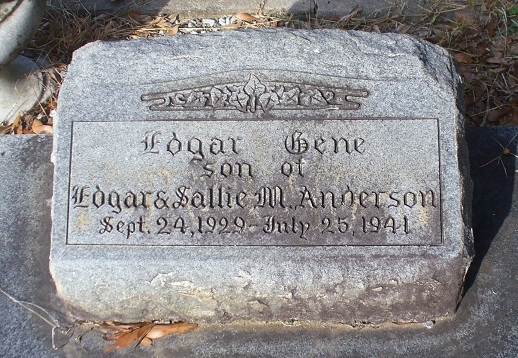 Edgar Gene
son of
Edgar & Sallie M. Anderson
Sept. 24, 1929 - July 25, 1941